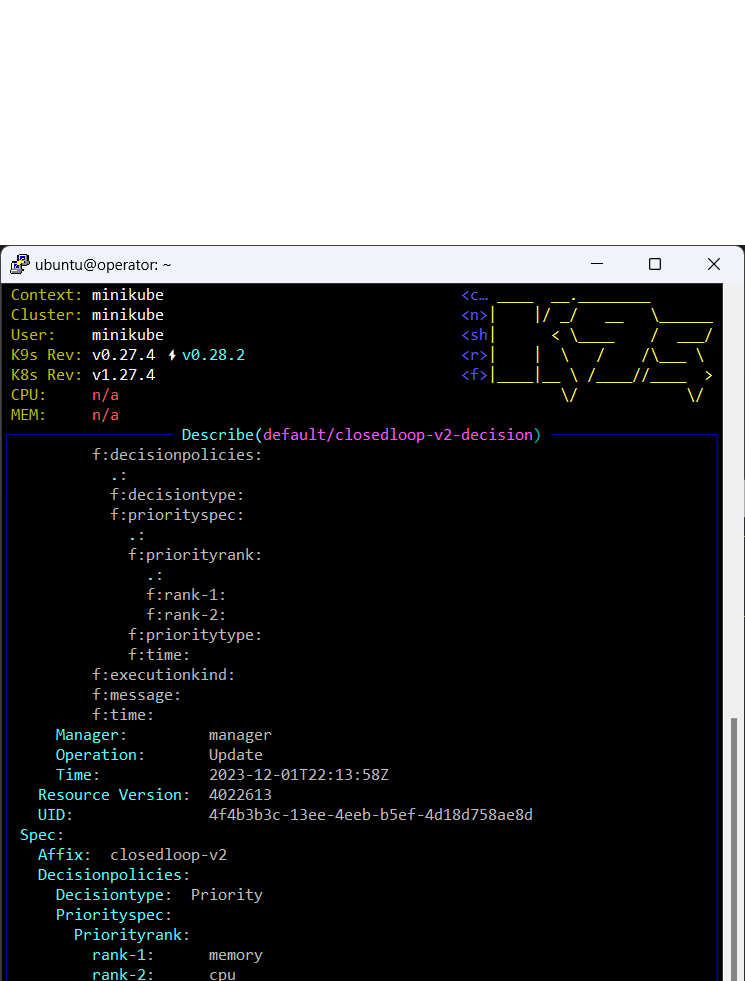 ubuntu@operator: ~
Context: minikube <c…
Cluster: minikube <n>
User: minikube <sh
K9s Rev: v0.27.4 ⚡v0.28.2 <r>
K8s Rev: v1.27.4 <f>
CPU: n/a
MEM: n/a
Describe(default/closedloop-v2-decision)
f:decisionpolicies:
.:
f:decisiontype:
f:priorityspec:
.:
f:priorityrank:
.:
f:rank-1:
f:rank-2:
f:prioritytype:
f:time:
f:executionkind:
f:message:
f:time:
Manager: manager
Operation: Update
Time: 2023-12-01T22:13:58Z
Resource Version: 4022613
UID: 4f4b3b3c-13ee-4eeb-b5ef-4d18d758ae8d
Spec:
Affix: closedloop-v2
Decisionpolicies:
Decisiontype: Priority
Priorityspec:
Priorityrank:
rank-1: memory
rank-2: cpu